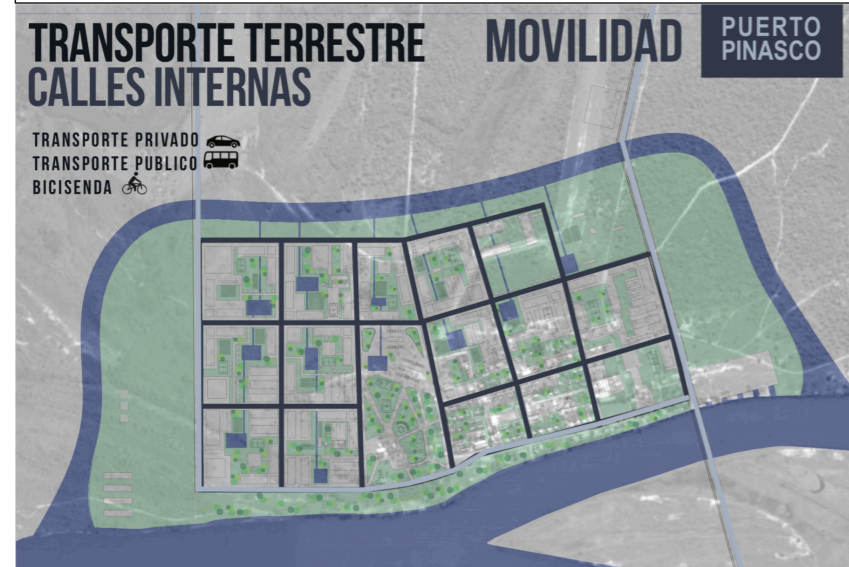 TRANSPORTE TERRESTRE
CALLES INTERNAS
MOVILIDAD
PUERTO
PINASCO
TRANSPORTE PRIVADO
TRANSPORTE PUBLICO
BICISENDA